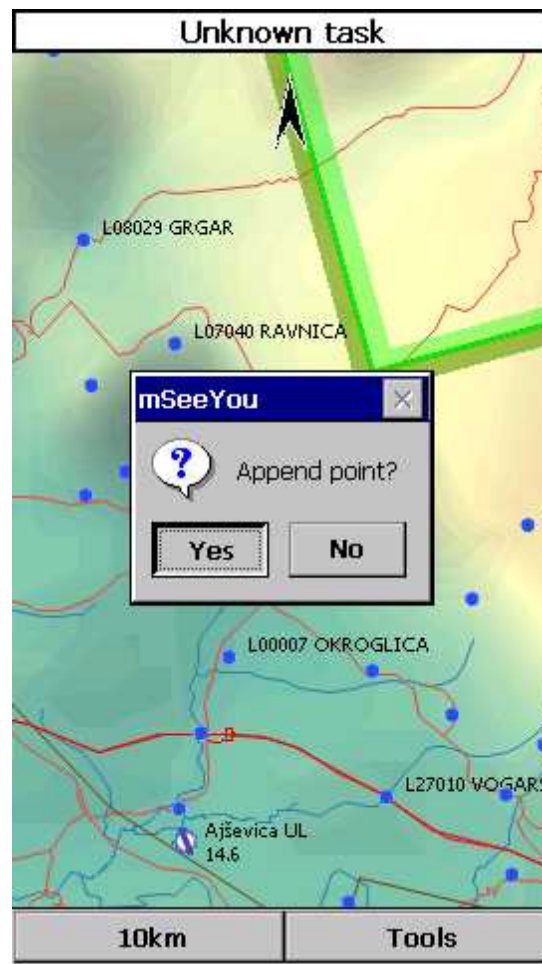 Unknown task
L08029 GRGAR
L07040 RAVNICA
mSeeYou
Append point?
Yes
No
L00007 OKROGLICA
L27010 VOGARS
Ajševica UL
14.6
10km
Tools